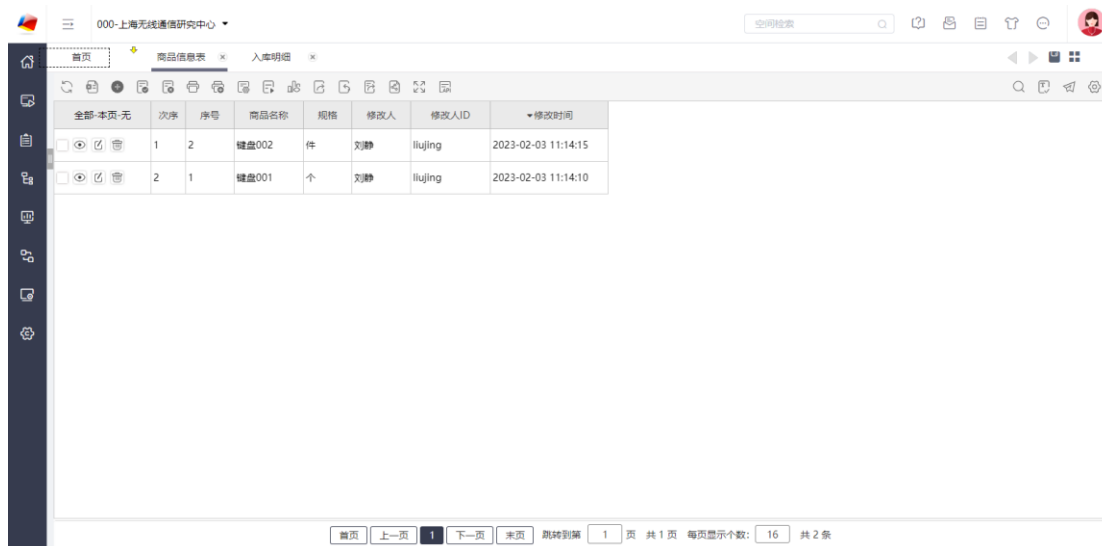 000-上海无线通信研究中心 空间检索
首页 商品信息表 入库明细
全部-本页-无 次序 序号 商品名称 规格 修改人 修改人ID 修改时间
1 2 键盘002 件 刘静 liujing 2023-02-03 11:14:15
2 1 键盘001 个 刘静 liujing 2023-02-03 11:14:10
首页 上一页 1 下一页 末页 跳转到第 1 页 共 1 页 每页显示个数: 16 共 2 条